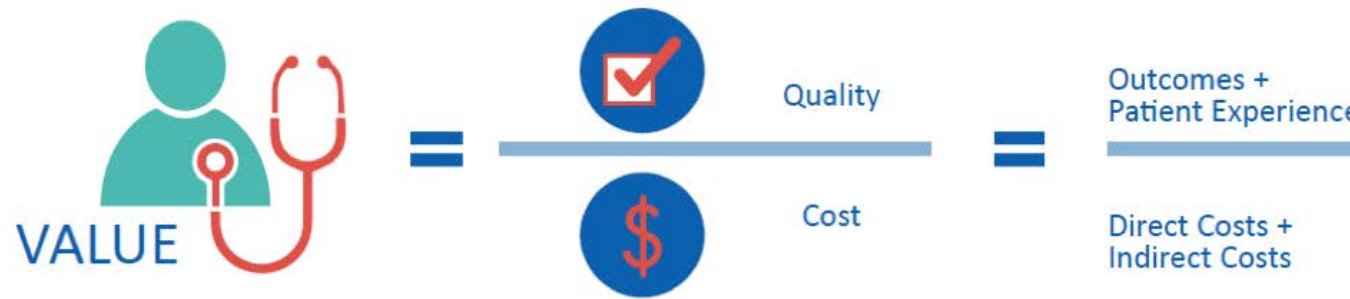 VALUE
=
Quality
Cost
$
=
Outcomes +
Patient Experience
Direct Costs +
Indirect Costs